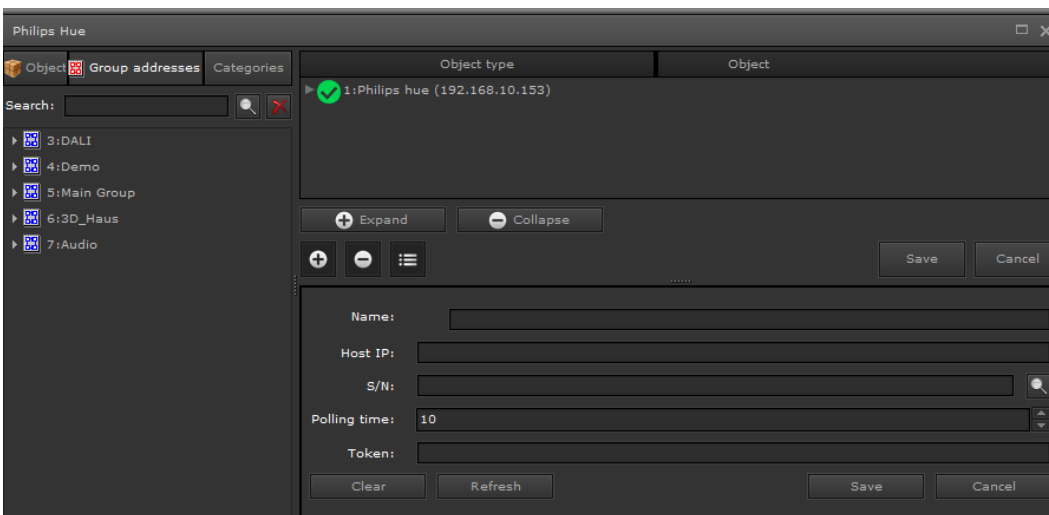 Philips Hue
Object Group addresses Categories
Object type Object
Search:
1:Philips hue (192.168.10.153)
3:DALI
4:Demo
5:Main Group
6:3D_Haus
7:Audio
Expand Collapse
Save Cancel
Name:
Host IP:
S/N:
Polling time: 10
Token:
Clear Refresh Save Cancel